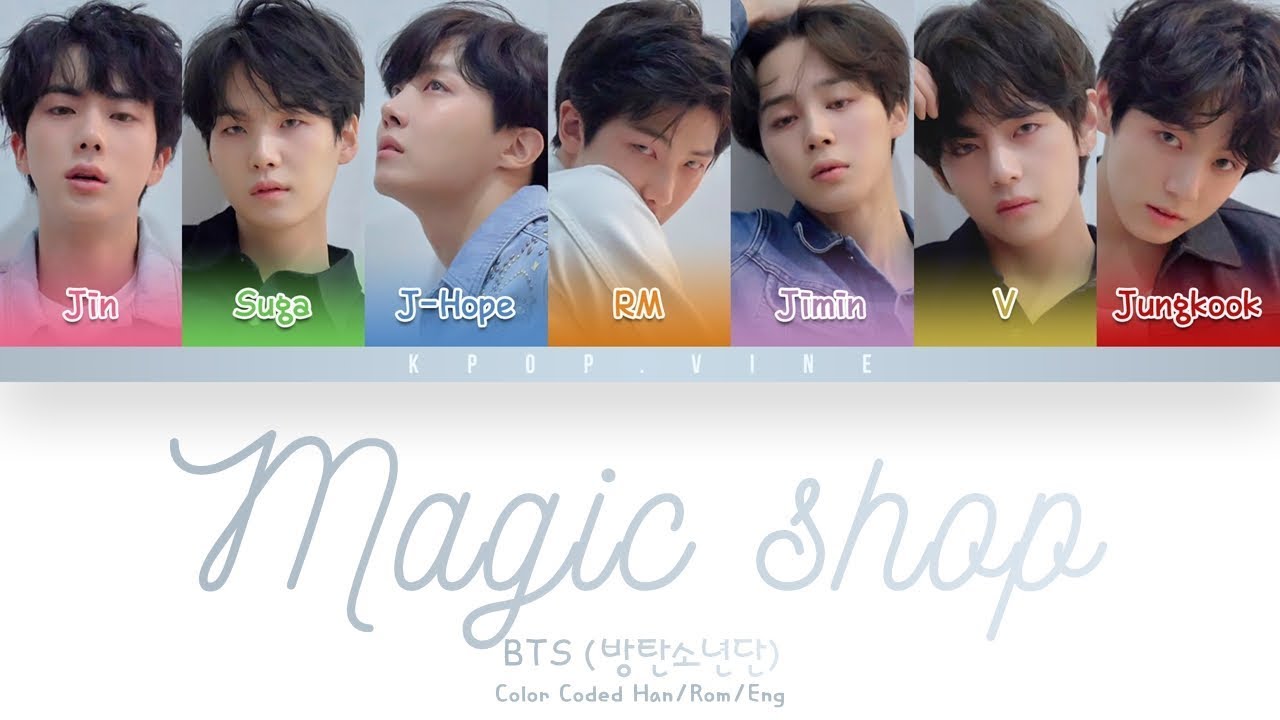 Jin Suga J-Hope RM Jimin V Jungkook
KPOP.VINE
Magic shop
BTS (방탄소년단)
Color Coded Han/Rom/Eng